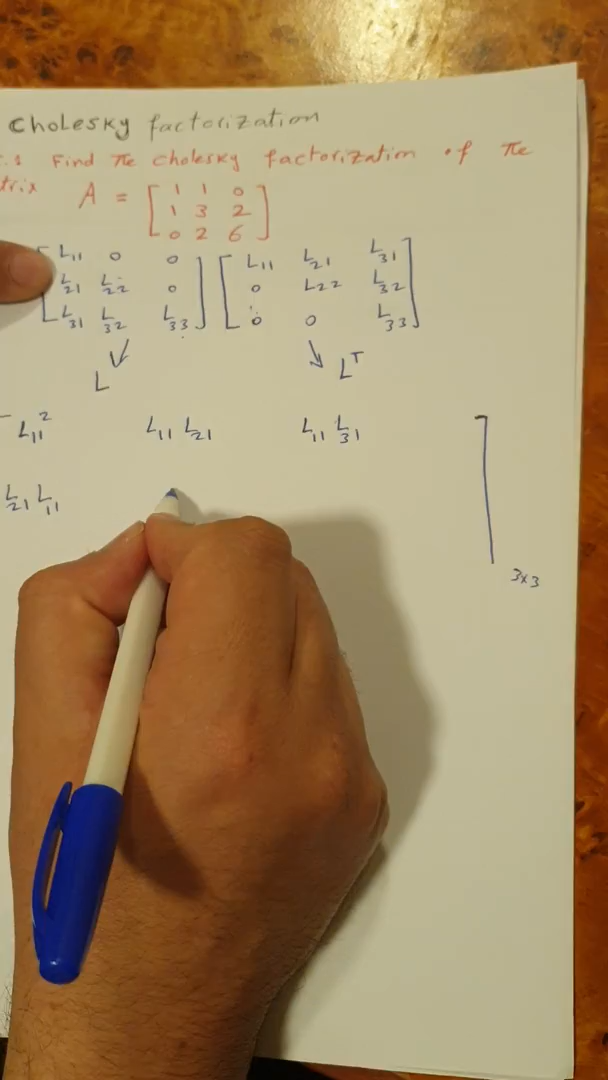 Cholesky factorization
Find the cholesky factorization of the
trix A = [ 1 1 0
1 3 2
0 2 6 ]
[ L11 0 0 ] [ L11 L21 L31 ]
L21 L22 0 0 L22 L32
L31 L32 L33 0 0 L33
L L^T
L11^2 L11 L21 L11 L31
L21 L11
3x3